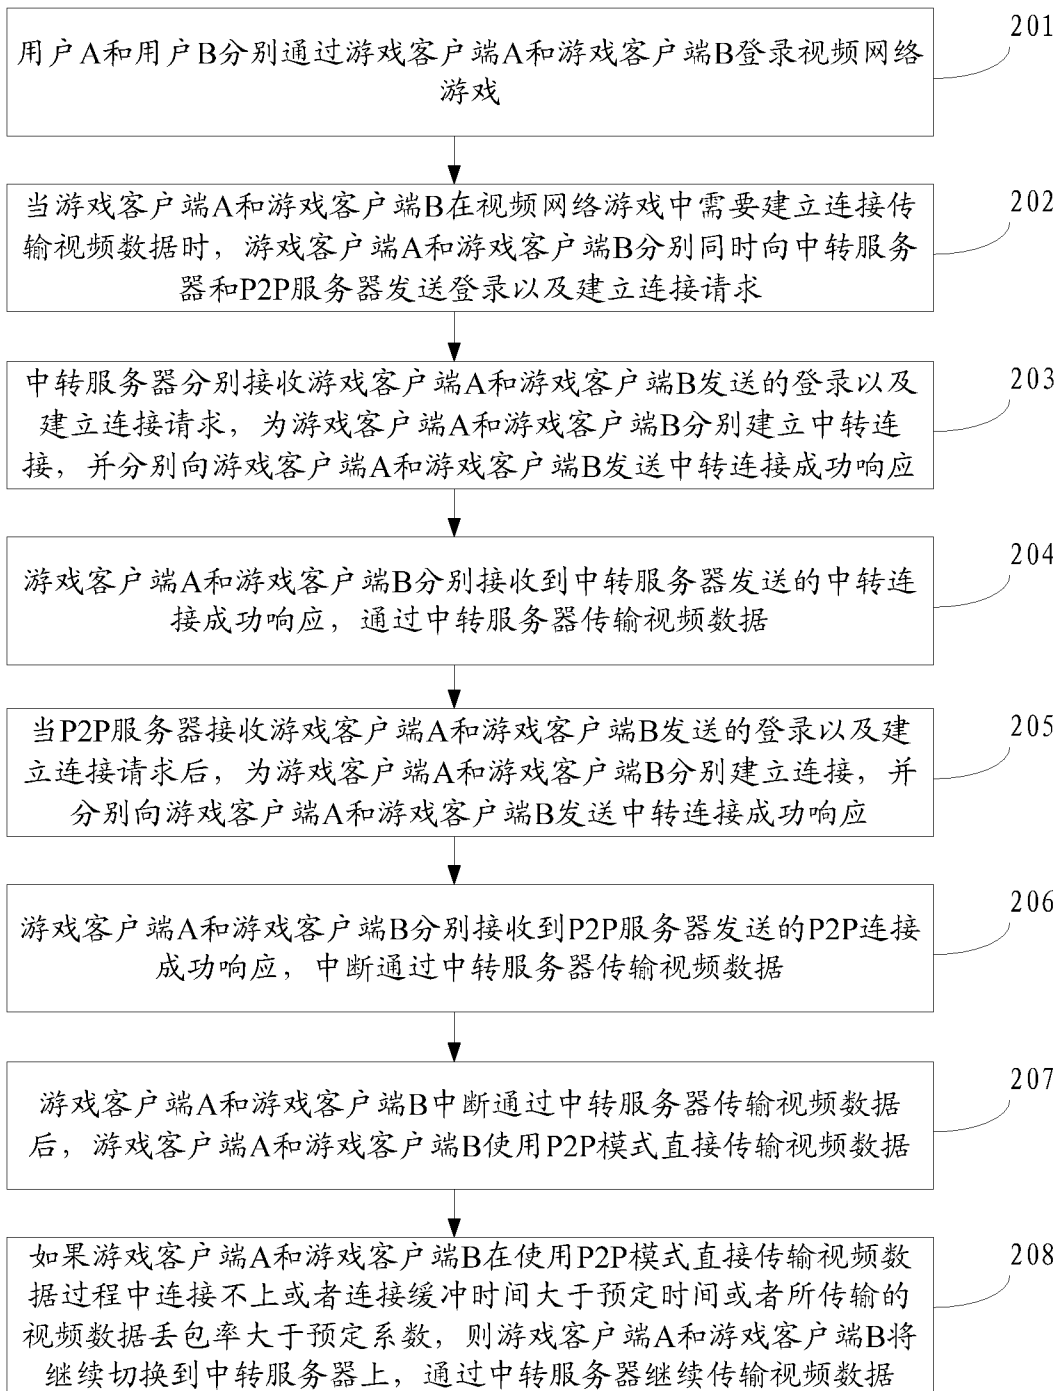 用户A和用户B分别通过游戏客户端A和游戏客户端B登录视频网络
游戏
201
当游戏客户端A和游戏客户端B在视频网络游戏中需要建立连接传
输视频数据时，游戏客户端A和游戏客户端B分别同时向中转服务
器和P2P服务器发送登录以及建立连接请求
202
中转服务器分别接收游戏客户端A和游戏客户端B发送的登录以及
建立连接请求，为游戏客户端A和游戏客户端B分别建立中转连
接，并分别向游戏客户端A和游戏客户端B发送中转连接成功响应
203
游戏客户端A和游戏客户端B分别接收到中转服务器发送的中转连
接成功响应，通过中转服务器传输视频数据
204
当P2P服务器接收游戏客户端A和游戏客户端B发送的登录以及建
立连接请求后，为游戏客户端A和游戏客户端B分别建立连接，并
分别向游戏客户端A和游戏客户端B发送中转连接成功响应
205
游戏客户端A和游戏客户端B分别接收到P2P服务器发送的P2P连接
成功响应，中断通过中转服务器传输视频数据
206
游戏客户端A和游戏客户端B中断通过中转服务器传输视频数据
后，游戏客户端A和游戏客户端B使用P2P模式直接传输视频数据
207
如果游戏客户端A和游戏客户端B在使用P2P模式直接传输视频数
据过程中连接不上或者连接缓冲时间大于预定时间或者所传输的
视频数据丢包率大于预定系数，则游戏客户端A和游戏客户端B将
继续切换到中转服务器上，通过中转服务器继续传输视频数据
208